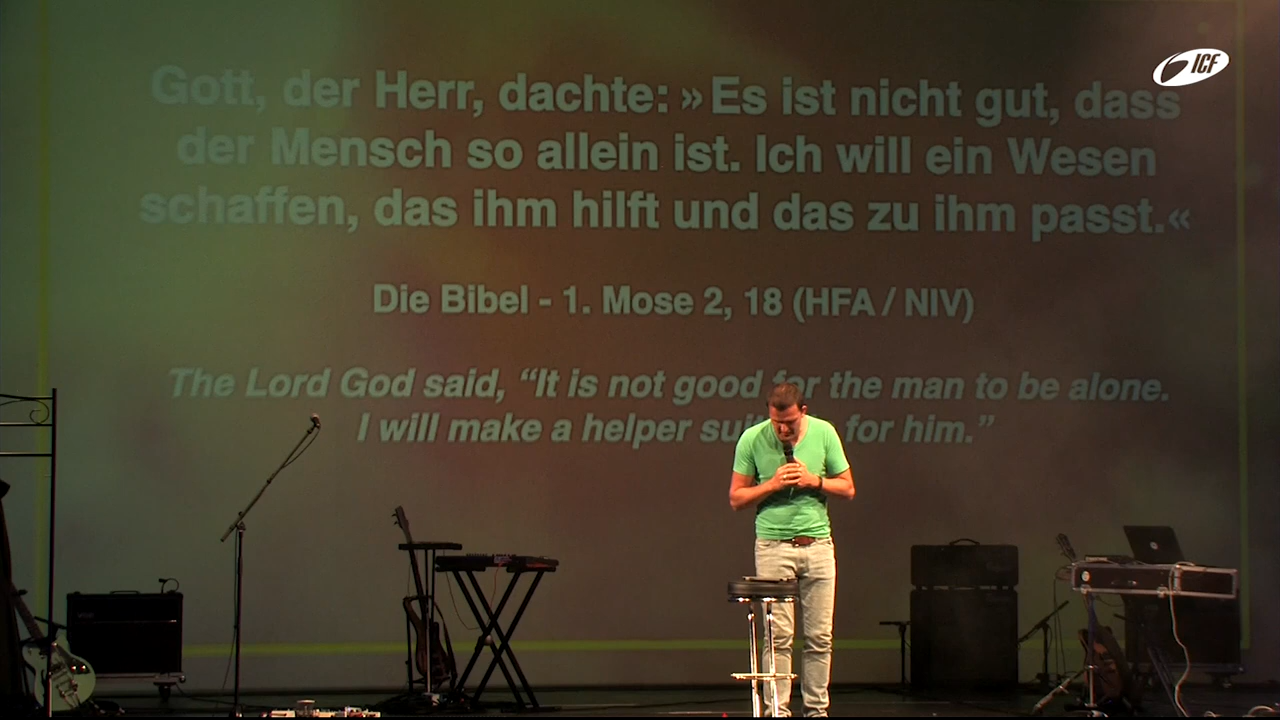 ICF
Gott, der Herr, dachte: »Es ist nicht gut, dass
der Mensch so allein ist. Ich will ein Wesen
schaffen, das ihm hilft und das zu ihm passt.«
Die Bibel - 1. Mose 2, 18 (HFA / NIV)
The Lord God said, “It is not good for the man to be alone.
I will make a helper for him.”